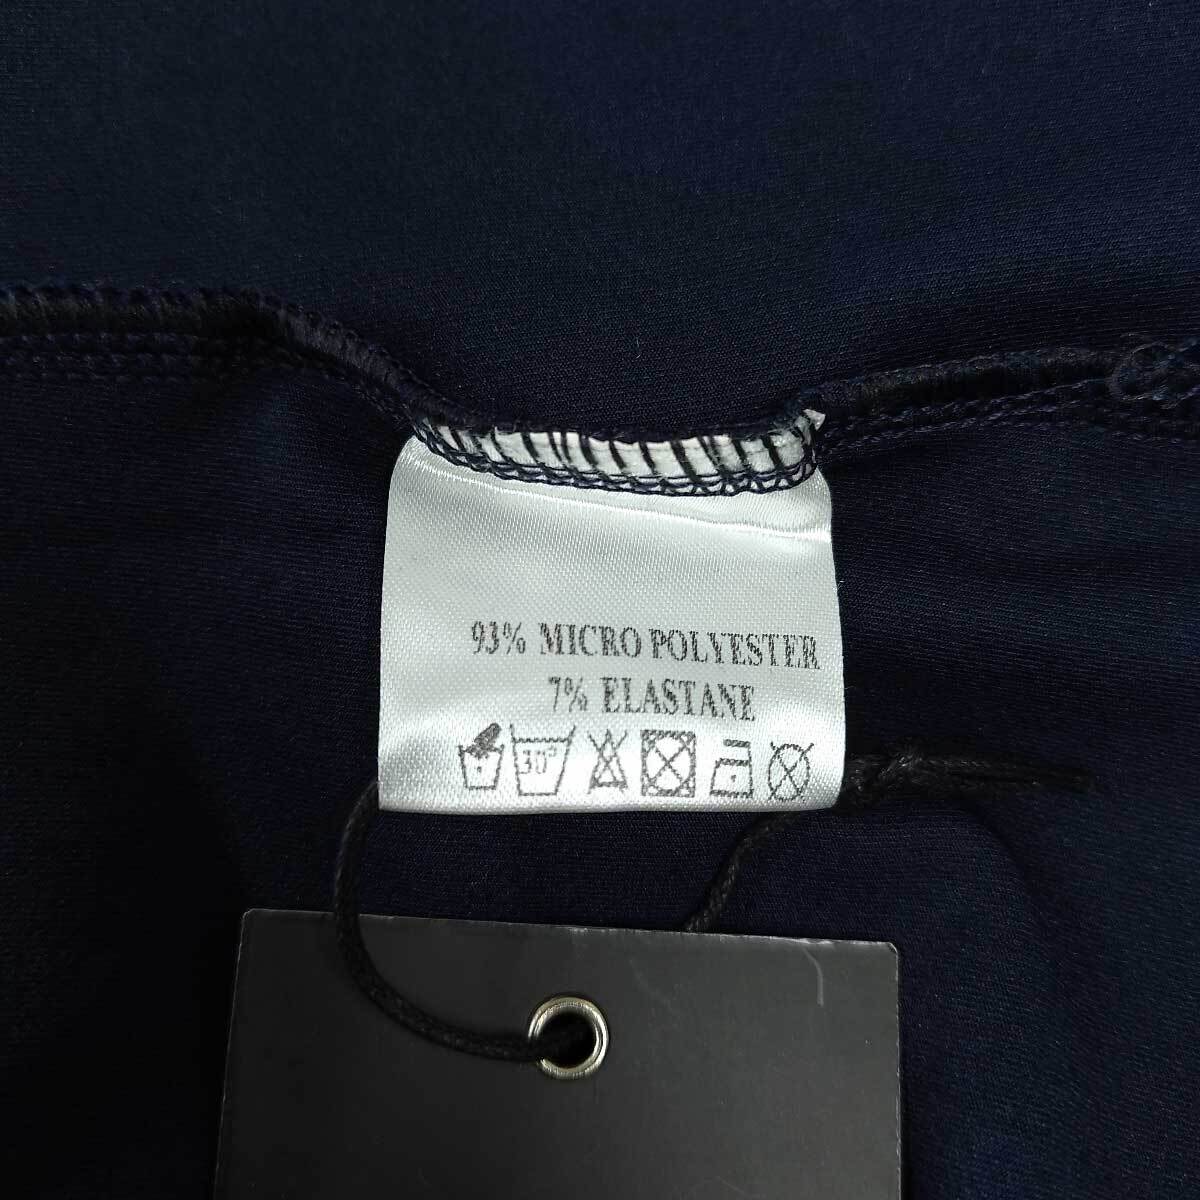 93% MICRO POLYESTER
7% ELASTANE
30°